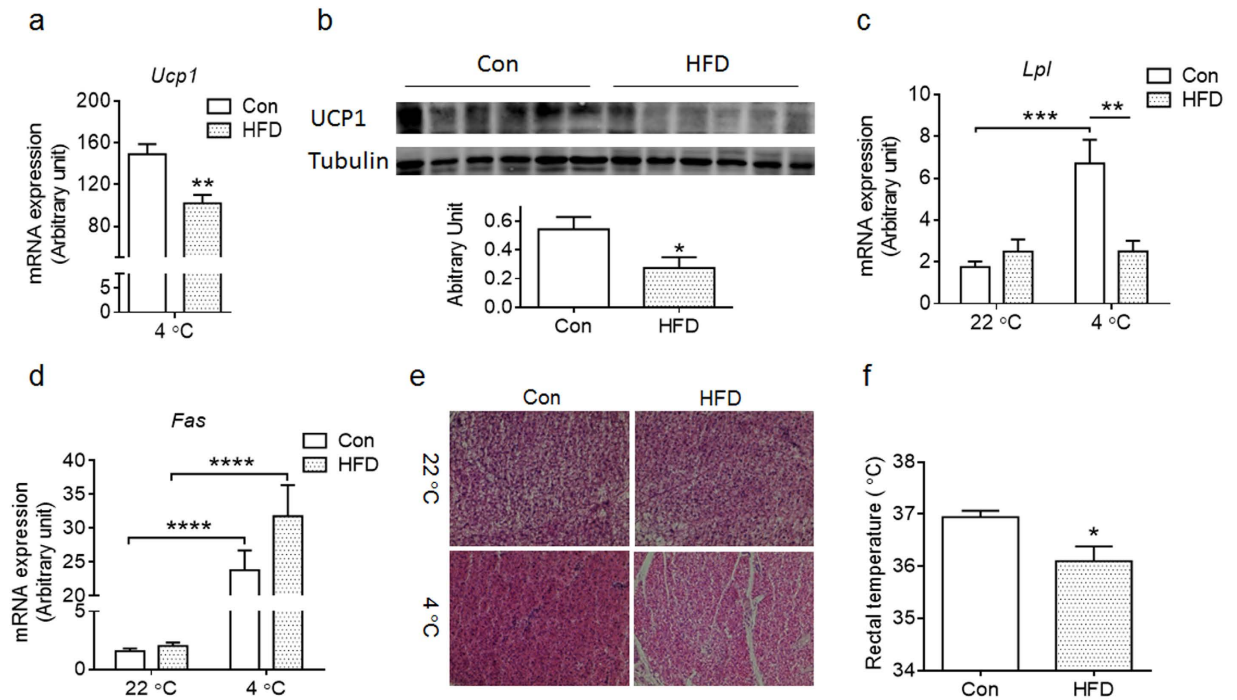 a
Ucp1
200
160
120
80
5
0
mRNA expression
(Arbitrary unit)
Con
HFD
**
4 °C
b
Con HFD
UCP1
Tubulin
Abitrary Unit
0.6
0.4
0.2
0.0
*
Con HFD
c
Lpl
Con
HFD
10
8
6
4
2
0
mRNA expression
(Arbitrary unit)
*** **
22 °C 4 °C
d
Fas
Con
HFD
40
35
30
25
20
5
0
mRNA expression
(Arbitrary unit)
****
****
22 °C 4 °C
e
Con HFD
22 °C
4 °C
f
38
37
36
35
34
Rectal temperature ( °C)
*
Con HFD